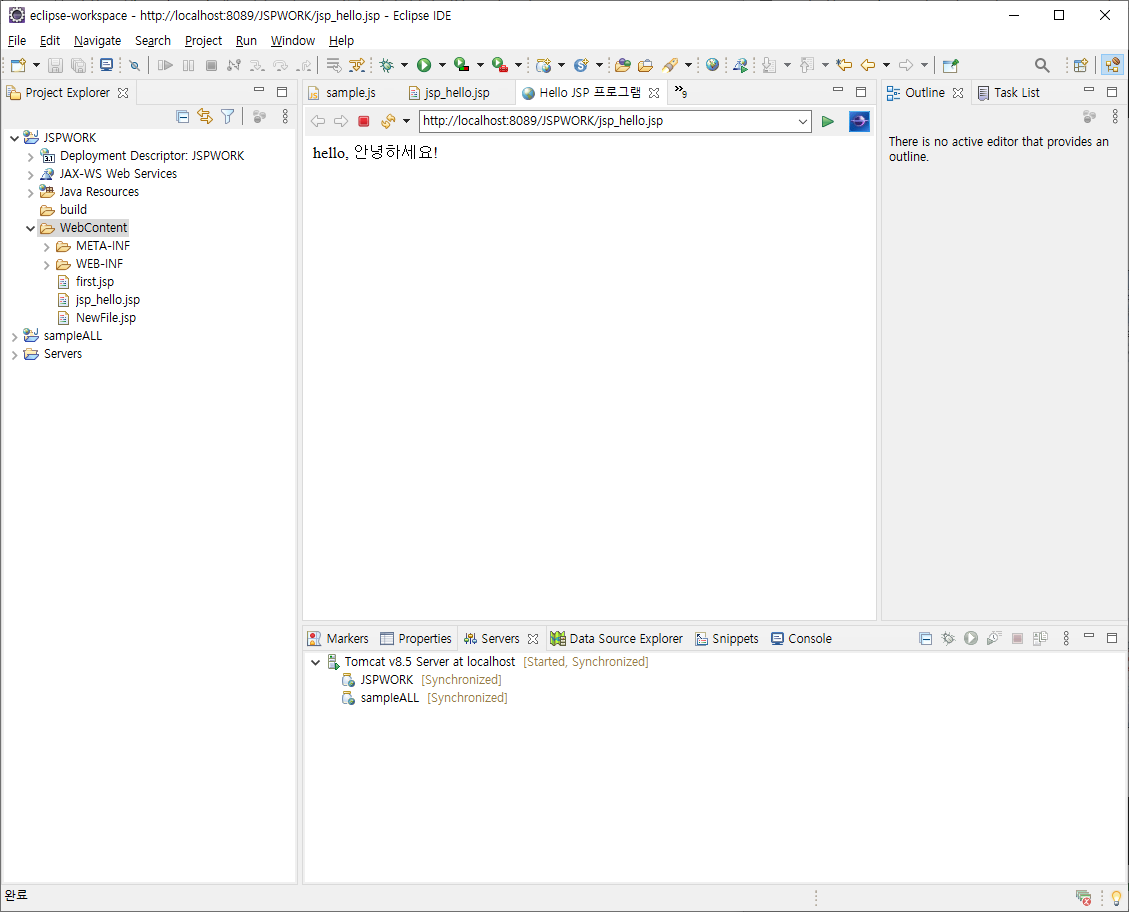 eclipse-workspace - http://localhost:8089/JSPWORK/jsp_hello.jsp - Eclipse IDE
File Edit Navigate Search Project Run Window Help
Project Explorer
JSPWORK
3.1 Deployment Descriptor: JSPWORK
JAX-WS Web Services
Java Resources
build
WebContent
META-INF
WEB-INF
first.jsp
jsp_hello.jsp
NewFile.jsp
sampleALL
Servers
sample.js jsp_hello.jsp Hello JSP 프로그램 »9
http://localhost:8089/JSPWORK/jsp_hello.jsp
hello, 안녕하세요!
Outline Task List
There is no active editor that provides an
outline.
Markers Properties Servers Data Source Explorer Snippets Console
Tomcat v8.5 Server at localhost [Started, Synchronized]
JSPWORK [Synchronized]
sampleALL [Synchronized]
완료